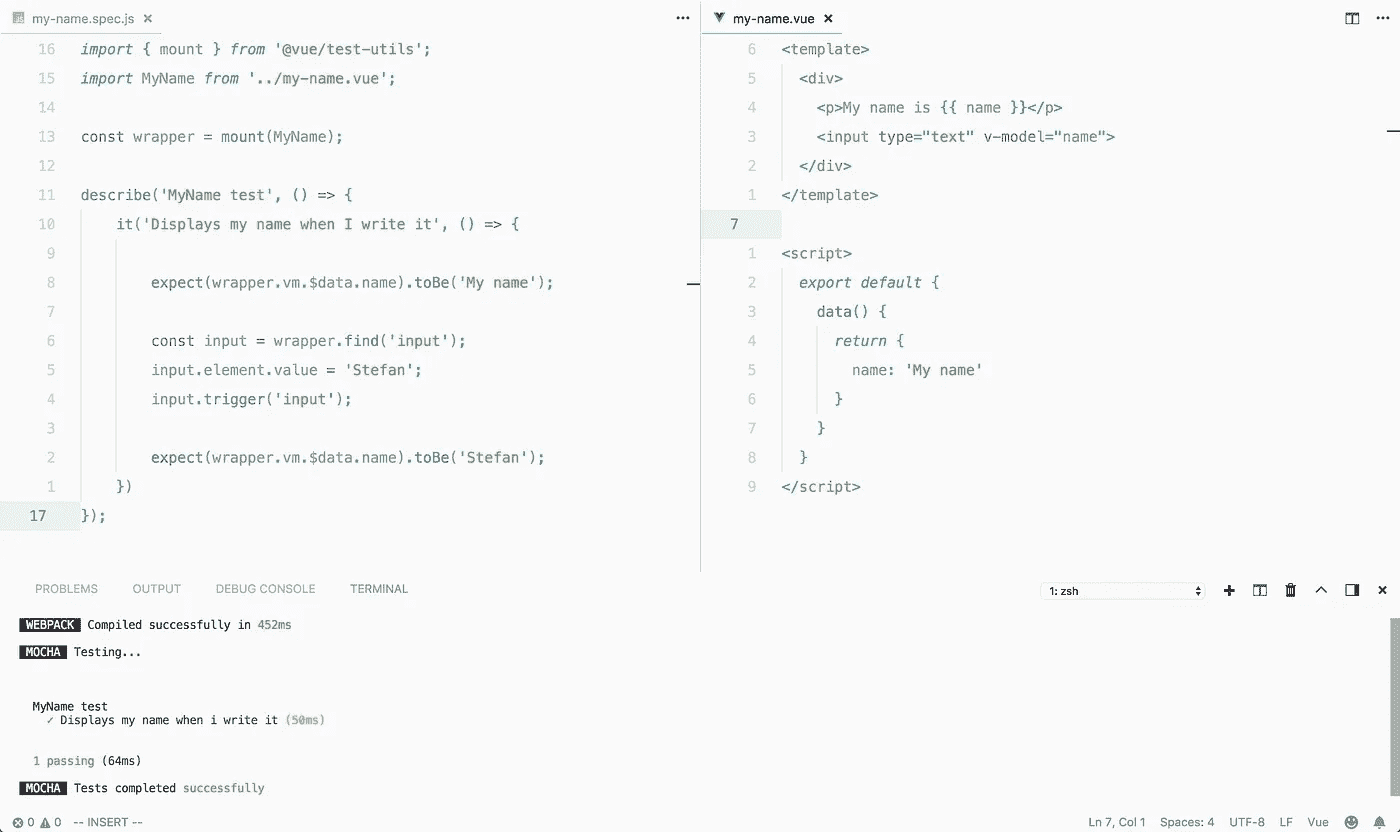 my-name.spec.js × ···
16 import { mount } from '@vue/test-utils';
15 import MyName from '../my-name.vue';
14
13 const wrapper = mount(MyName);
12
11 describe('MyName test', () => {
10 it('Displays my name when I write it', () => {
9
8 expect(wrapper.vm.$data.name).toBe('My name');
7
6 const input = wrapper.find('input');
5 input.element.value = 'Stefan';
4 input.trigger('input');
3
2 expect(wrapper.vm.$data.name).toBe('Stefan');
1 })
17 });
my-name.vue × ···
6 <template>
5 <div>
4 <p>My name is {{ name }}</p>
3 <input type="text" v-model="name">
2 </div>
1 </template>
7
1 <script>
2 export default {
3 data() {
4 return {
5 name: 'My name'
6 }
7 }
8 }
9 </script>
PROBLEMS OUTPUT DEBUG CONSOLE TERMINAL 1: zsh
WEBPACK Compiled successfully in 452ms
MOCHA Testing...
MyName test
✓ Displays my name when i write it (50ms)
1 passing (64ms)
MOCHA Tests completed successfully
0 0 -- INSERT -- Ln 7, Col 1 Spaces: 4 UTF-8 LF Vue